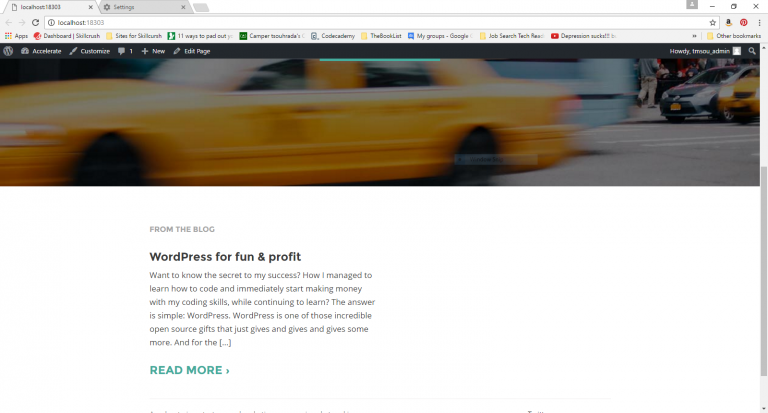 localhost:18303
Settings
localhost:18303
Apps
Dashboard | Skillcrush
Sites for Skillcursh
11 ways to pad out yo
Camper tsouhrada's C
Codecademy
TheBookList
My groups - Google G
Job Search Tech Read
Depression sucks!!! b
»
Other bookmarks
Accelerate
Customize
1
New
Edit Page
Howdy, tmsou_admin
FROM THE BLOG
WordPress for fun & profit
Want to know the secret to my success? How I managed to
learn how to code and immediately start making money
with my coding skills, while continuing to learn? The answer
is simple: WordPress. WordPress is one of those incredible
open source gifts that just gives and gives and gives some
more. And for the [...]
READ MORE ›